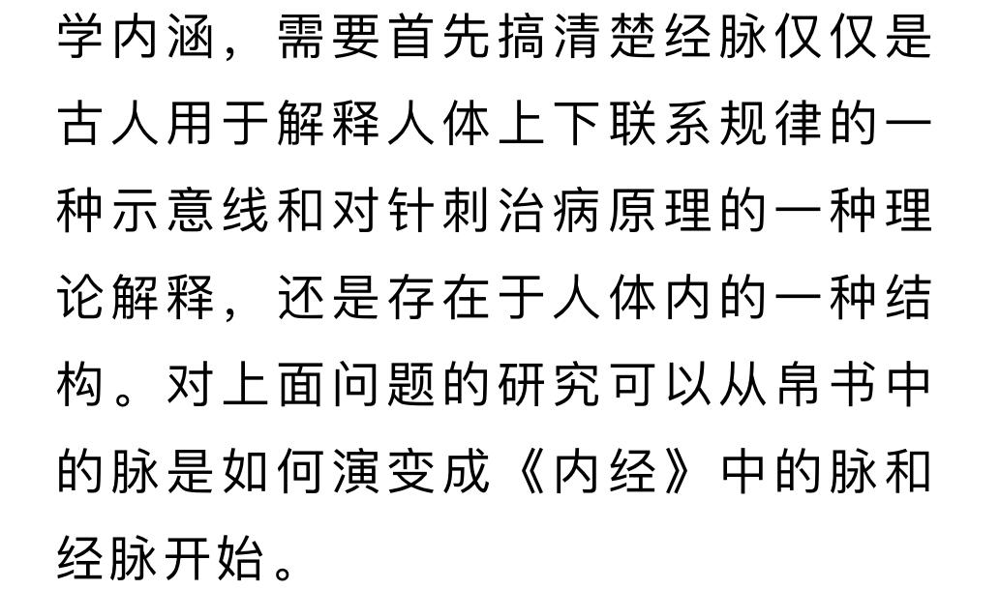 学内涵，需要首先搞清楚经脉仅仅是
古人用于解释人体上下联系规律的一
种示意线和对针刺治病原理的一种理
论解释，还是存在于人体内的一种结
构。对上面问题的研究可以从帛书中
的脉是如何演变成《内经》中的脉和
经脉开始。